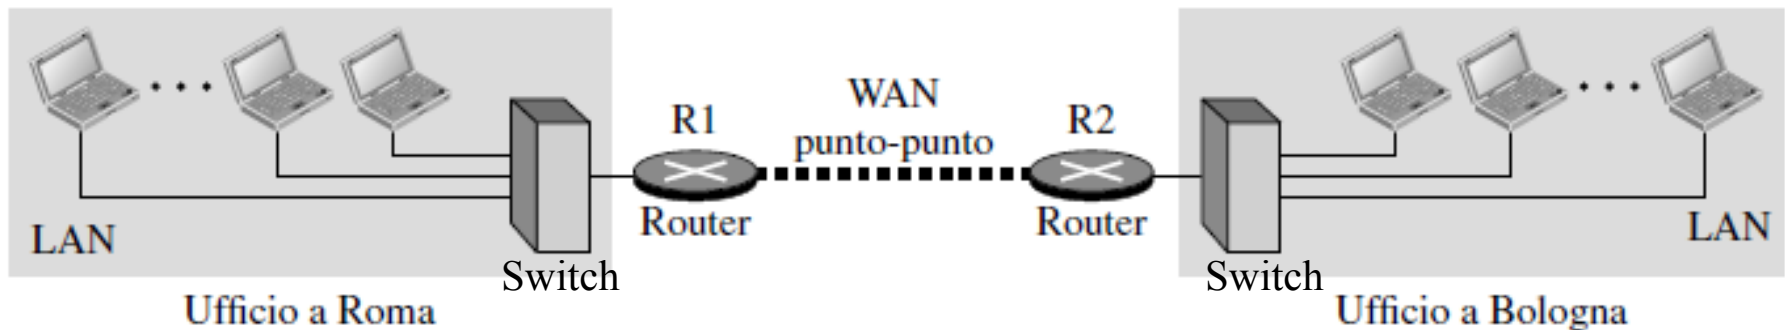 R1
WAN
punto-punto
R2
Router
Router
LAN
LAN
Switch
Switch
Ufficio a Roma
Ufficio a Bologna